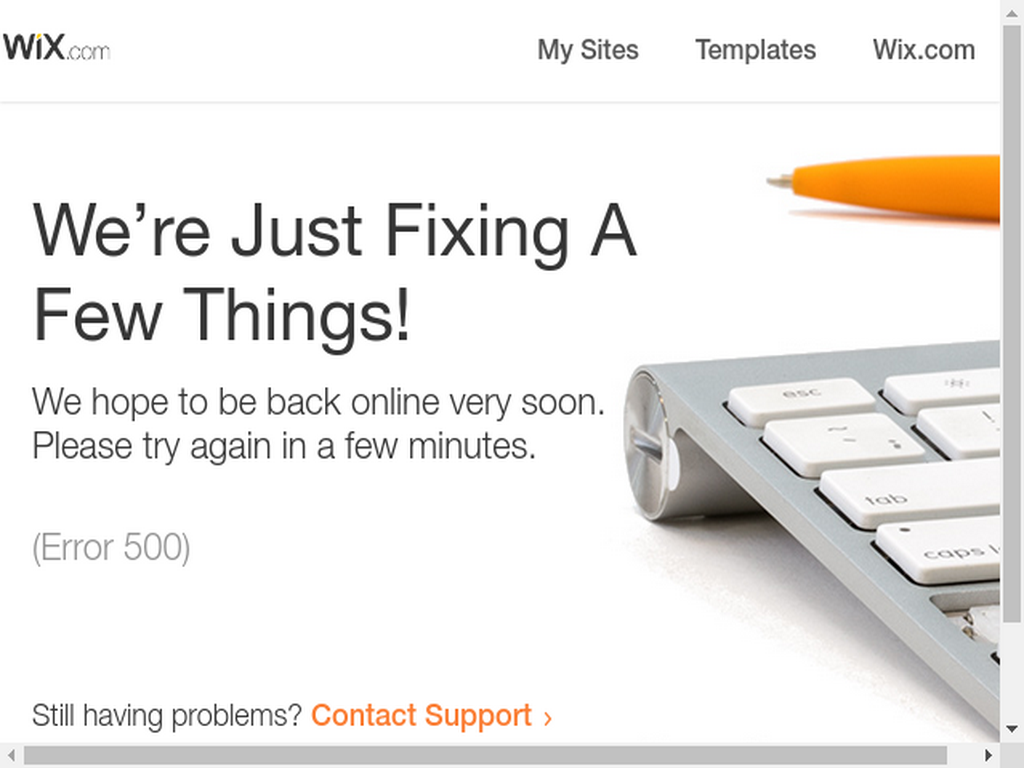 WiX.com
My Sites
Templates
Wix.com
We’re Just Fixing A
Few Things!
We hope to be back online very soon.
Please try again in a few minutes.
(Error 500)
Still having problems? Contact Support ›
esc
tab
caps l